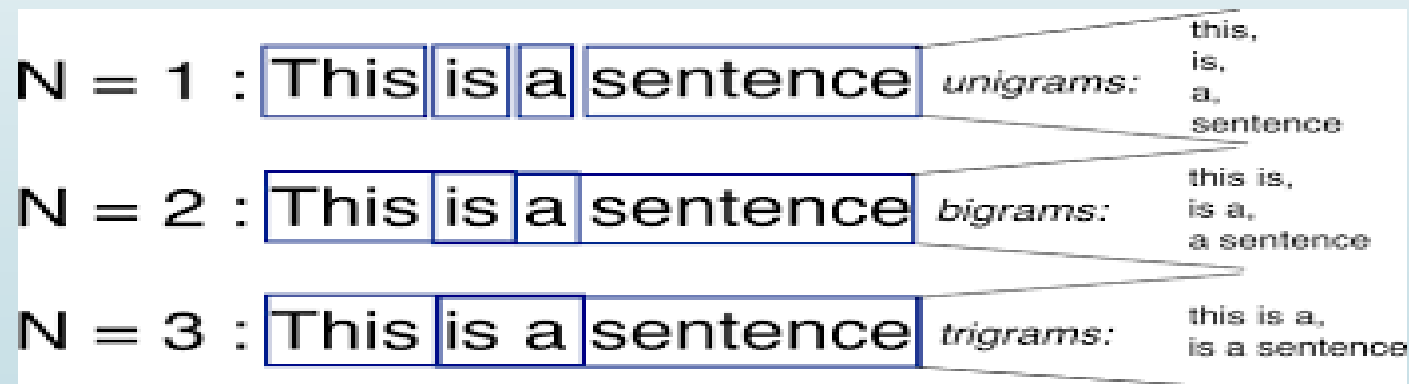 N = 1 : This is a sentence unigrams:
this,
is,
a,
sentence
N = 2 : This is a sentence bigrams:
this is,
is a,
a sentence
N = 3 : This is a sentence trigrams:
this is a,
is a sentence